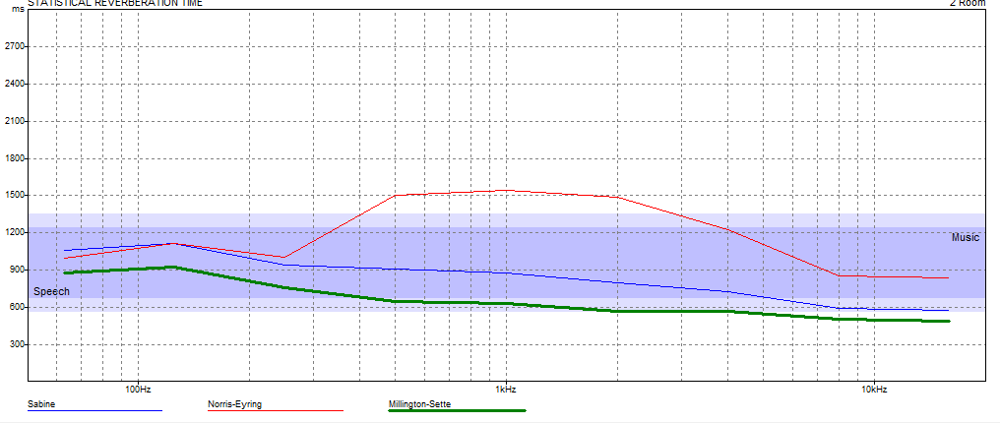 STATISTICAL REVERBERATION TIME
2 Room
ms
2700
2400
2100
1800
1500
1200
Music
900
Speech
600
300
100Hz 1kHz 10kHz
Sabine Norris-Eyring Millington-Sette